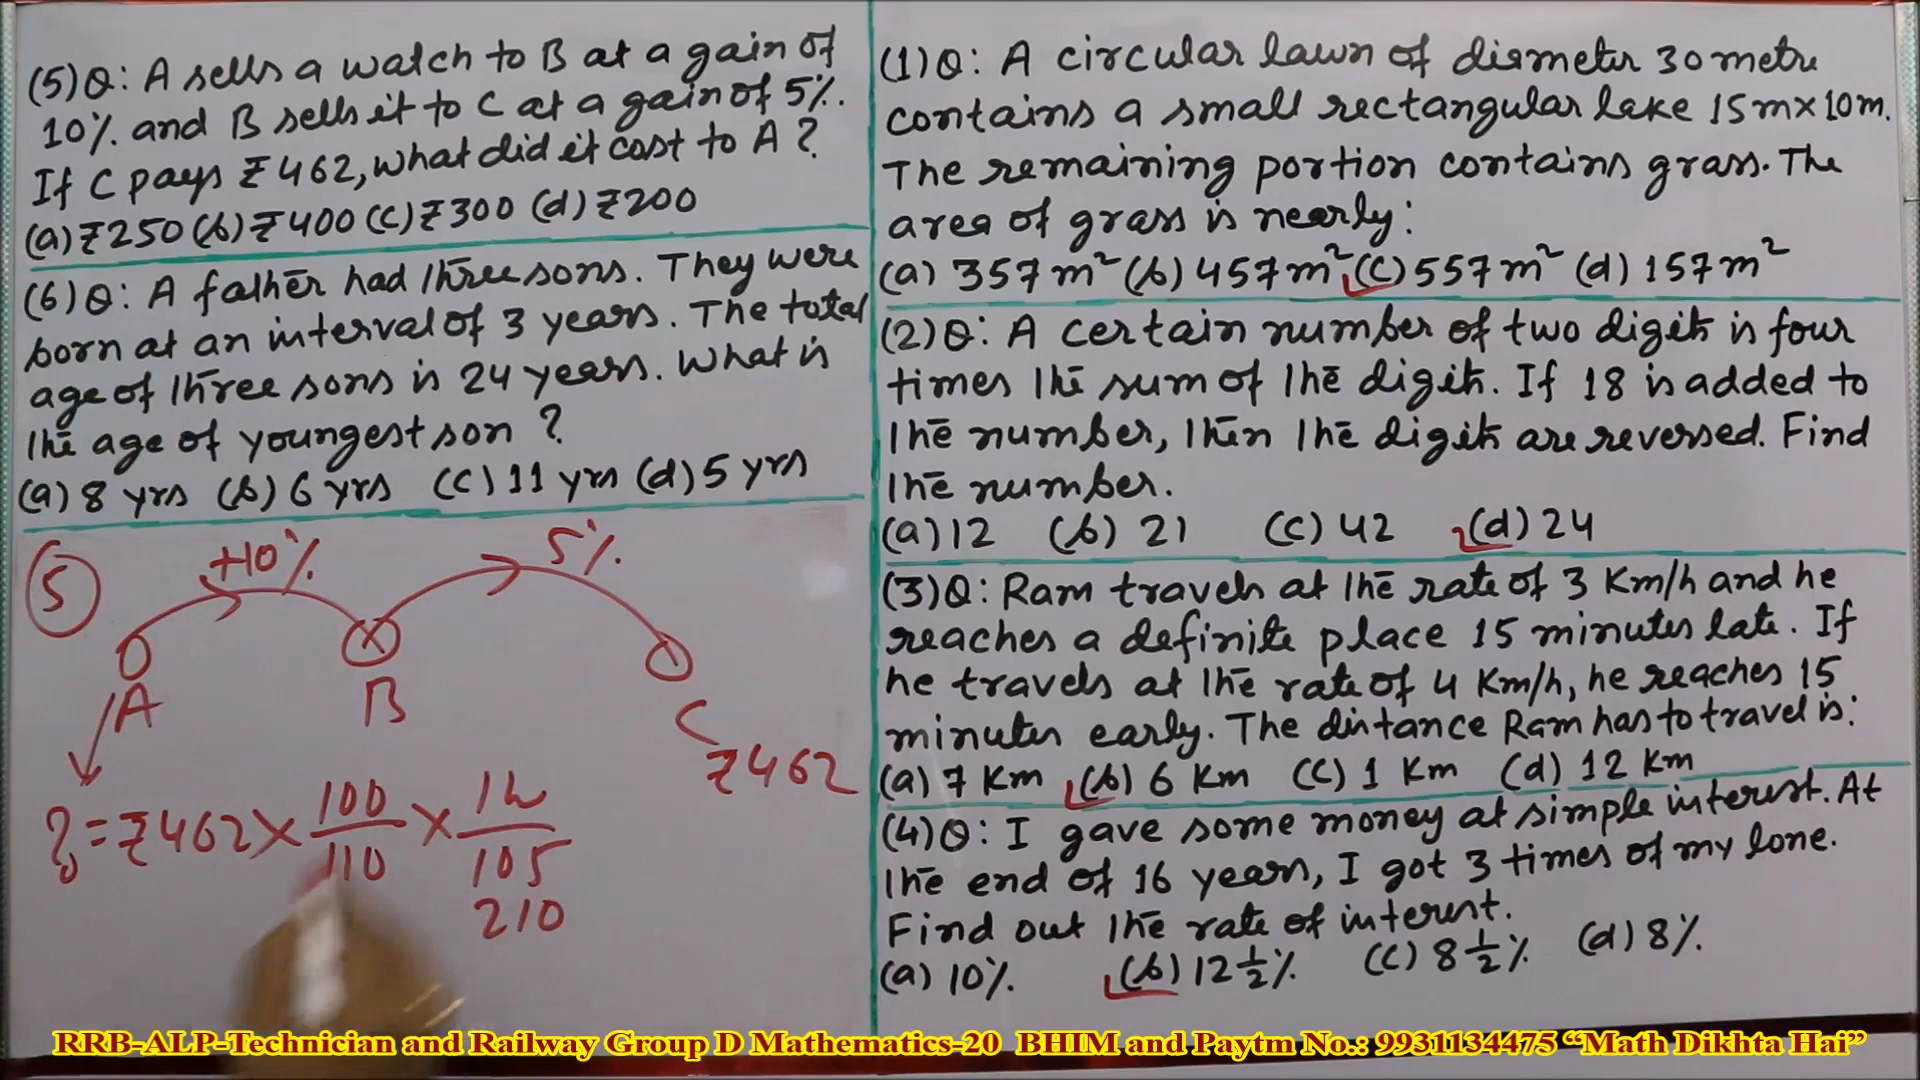 (5)Q: A sells a watch to B at a gain of
10% and B sells it to C at a gain of 5%.
If C pays ₹462, what did it cost to A ?
(a) ₹250 (b) ₹400 (c) ₹300 (d) ₹200
(6)Q: A father had three sons. They were
born at an interval of 3 years. The total
age of three sons is 24 years. What is
the age of youngest son ?
(a) 8 yrs (b) 6 yrs (c) 11 yrs (d) 5 yrs
5
+10% 5%
A B C
₹462
? = ₹462 × 100/110 ×
105
210
(1)Q: A circular lawn of diameter 30 metre
contains a small rectangular lake 15m×10m.
The remaining portion contains grass. The
area of grass is nearly:
(a) 357 m² (b) 457 m² (c) 557 m² (d) 157 m²
(2)Q: A certain number of two digits is four
times the sum of the digits. If 18 is added to
the number, then the digits are reversed. Find
the number.
(a) 12 (b) 21 (c) 42 (d) 24
(3)Q: Ram travels at the rate of 3 Km/h and he
reaches a definite place 15 minutes late. If
he travels at the rate of 4 Km/h, he reaches 15
minutes early. The distance Ram has to travel is:
(a) 7 Km (b) 6 Km (c) 1 Km (d) 12 Km
(4)Q: I gave some money at simple interest. At
the end of 16 years, I got 3 times of my lone.
Find out the rate of interest.
(a) 10% (b) 12 1/2 % (c) 8 1/2 % (d) 8%
RRB-ALP-Technician and Railway Group D Mathematics-20 BHIM and Paytm No.: 9931134475 “Math Dikhta Hai”